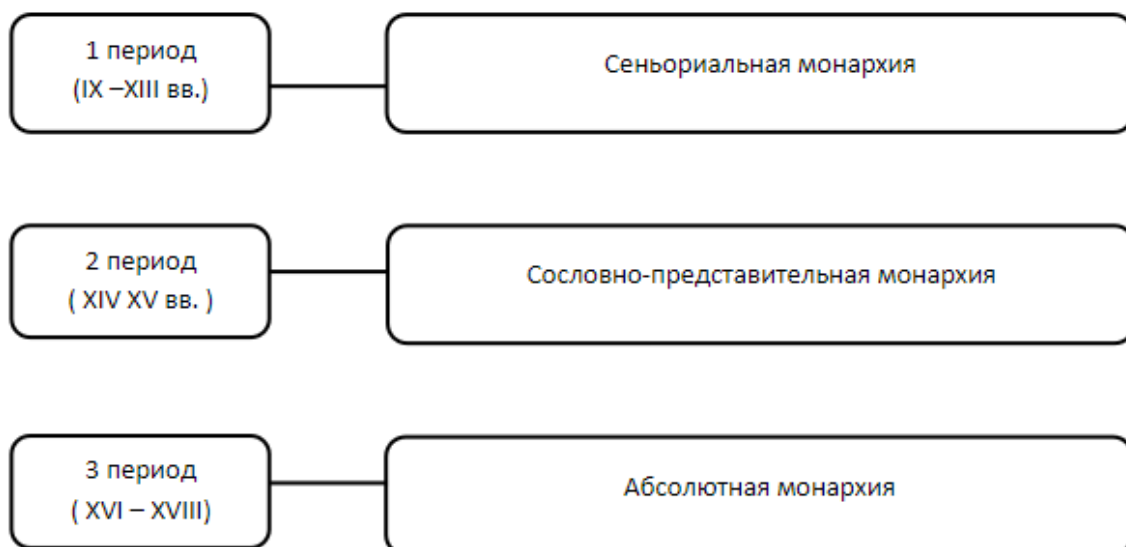 1 период
(IX –XIII вв.)
Сеньориальная монархия
2 период
( XIV XV вв. )
Сословно-представительная монархия
3 период
( XVI – XVIII)
Абсолютная монархия